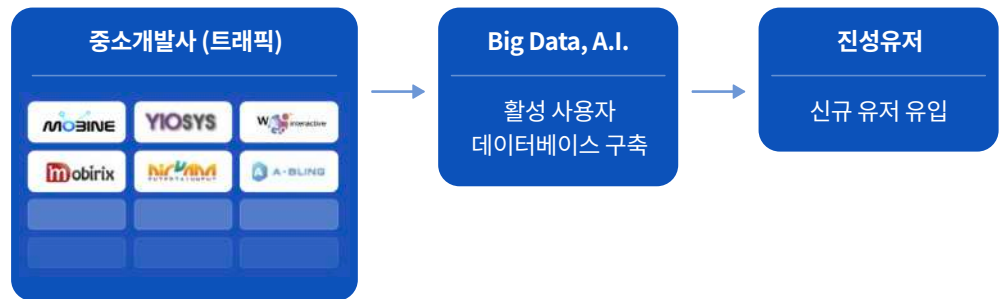 중소개발사 (트래픽)
MOBINE
YIOSYS
interactive
mobirix
ENTERTAINMENT
A-BLING
Big Data, A.I.
활성 사용자
데이터베이스 구축
진성유저
신규 유저 유입